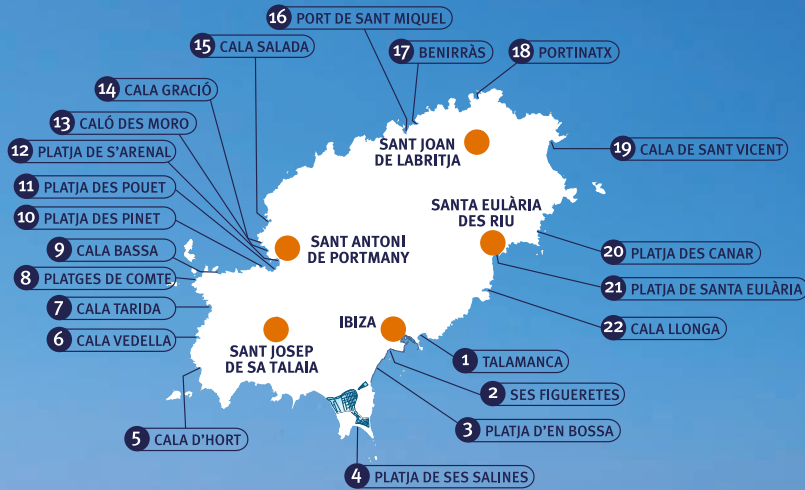 16 PORT DE SANT MIQUEL
15 CALA SALADA
17 BENIRRÀS
18 PORTINATX
14 CALA GRACIÓ
13 CALÓ DES MORO
12 PLATJA DE S'ARENAL
SANT JOAN
DE LABRITJA
19 CALA DE SANT VICENT
11 PLATJA DES POUET
10 PLATJA DES PINET
SANTA EULÀRIA
DES RIU
9 CALA BASSA
SANT ANTONI
DE PORTMANY
20 PLATJA DES CANAR
8 PLATGES DE COMTE
21 PLATJA DE SANTA EULÀRIA
7 CALA TARIDA
IBIZA
22 CALA LLONGA
6 CALA VEDELLA
SANT JOSEP
DE SA TALAIA
1 TALAMANCA
2 SES FIGUERETES
3 PLATJA D'EN BOSSA
5 CALA D'HORT
4 PLATJA DE SES SALINES